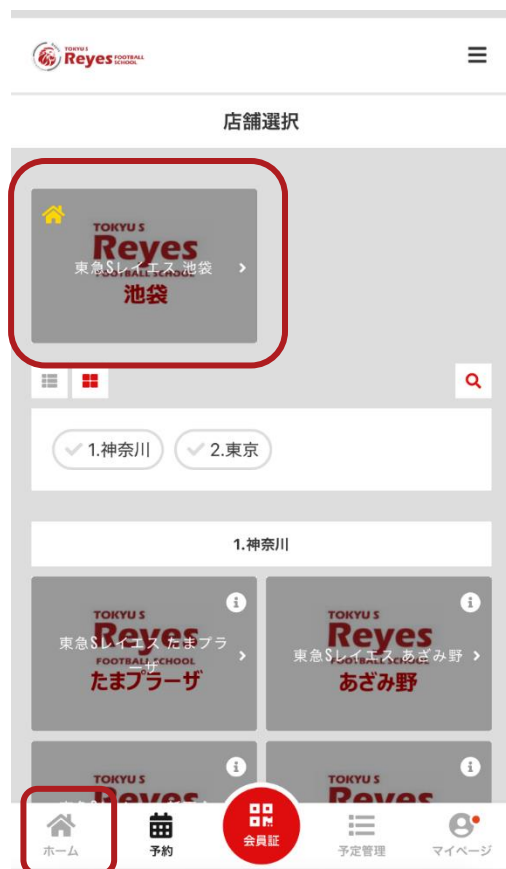 TOKYU S
Reyes FOOTBALL SCHOOL
店舗選択
TOKYU S
Reyes
FOOTBALL SCHOOL
東急Sレイエス 池袋
池袋
1.神奈川
2.東京
1.神奈川
TOKYU S
Reyes
東急Sレイエス たまプラーザ
FOOTBALL SCHOOL
たまプラーザ
TOKYU S
Reyes
東急Sレイエス あざみ野
FOOTBALL SCHOOL
あざみ野
TOKYU S
Reyes
TOKYU S
Reyes
ホーム
予約
会員証
予定管理
マイページ